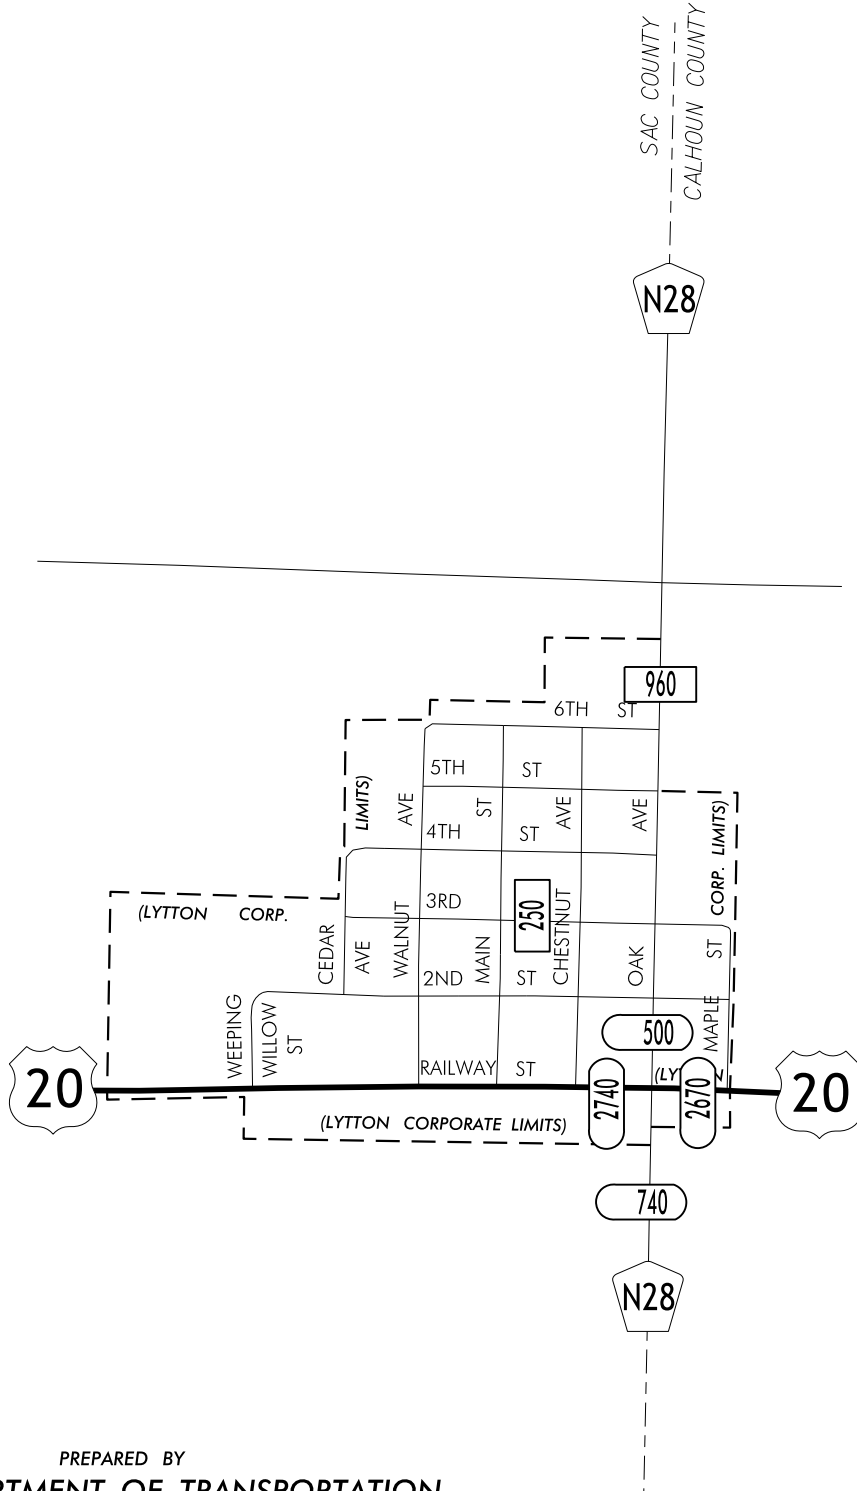 SAC COUNTY
CALHOUN COUNTY
N28
960
6TH ST
5TH ST
LIMITS)
AVE
ST
AVE
AVE
CORP. LIMITS)
4TH ST
3RD
250
(LYTTON CORP.
CEDAR
AVE
WALNUT
MAIN
CHESTNUT
OAK
ST
2ND ST
WEEPING
WILLOW
ST
MAPLE
500
RAILWAY ST
20
2740
2670
20
(LYTTON CORPORATE LIMITS)
740
N28
PREPARED BY
OF TRANSPORTATION